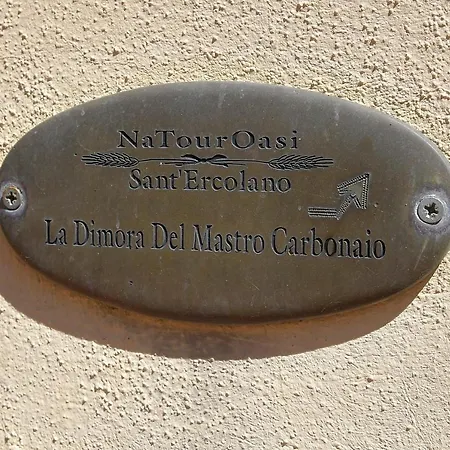 NaTourOasi
Sant'Ercolano
La Dimora Del Mastro Carbonaio